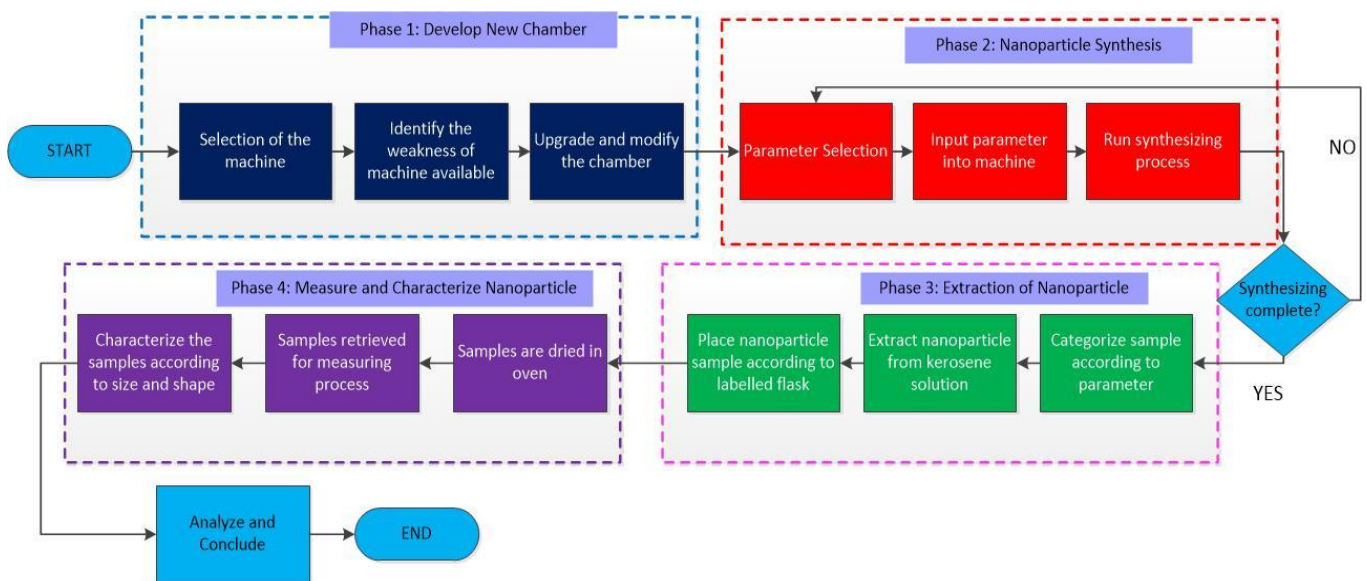 Phase 1: Develop New Chamber
START
Selection of the
machine
Identify the
weakness of
machine available
Upgrade and modify
the chamber
Phase 2: Nanoparticle Synthesis
Parameter Selection
Input parameter
into machine
Run synthesizing
process
NO
Synthesizing
complete?
YES
Phase 3: Extraction of Nanoparticle
Categorize sample
according to
parameter
Extract nanoparticle
from kerosene
solution
Place nanoparticle
sample according to
labelled flask
Phase 4: Measure and Characterize Nanoparticle
Samples are dried in
oven
Samples retrieved
for measuring
process
Characterize the
samples according
to size and shape
Analyze and
Conclude
END